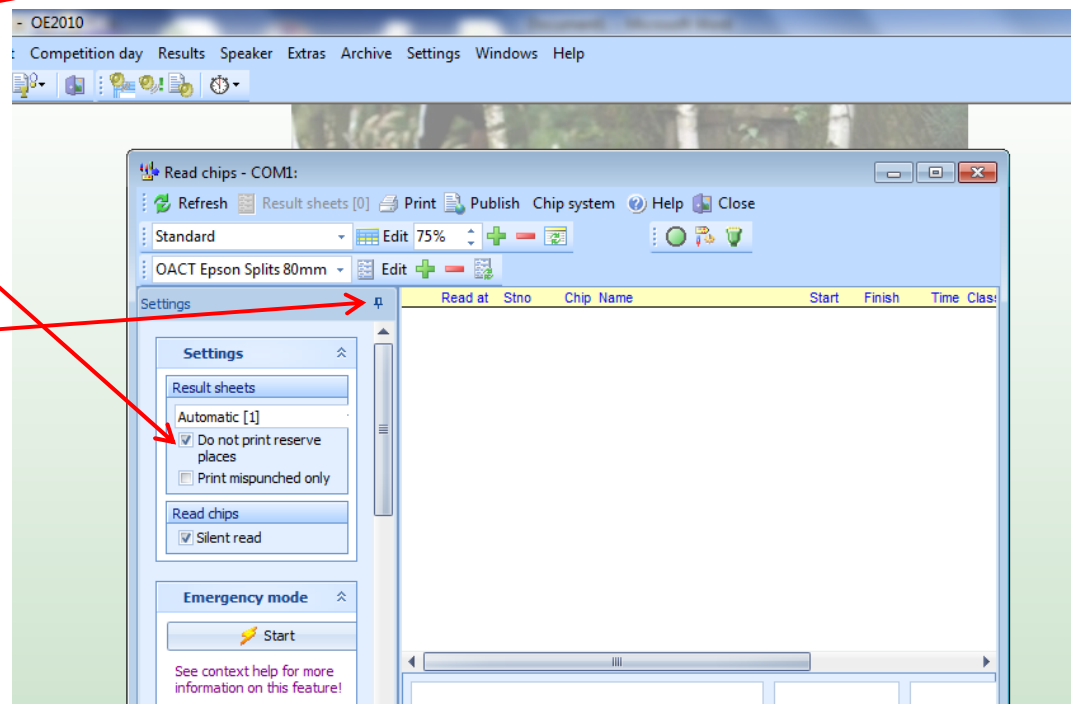 - OE2010
Competition day Results Speaker Extras Archive Settings Windows Help
Read chips - COM1:
Refresh Result sheets [0] Print Publish Chip system Help Close
Standard Edit 75%
OACT Epson Splits 80mm Edit
Settings
Read at Stno Chip Name Start Finish Time Class
Settings
Result sheets
Automatic [1]
Do not print reserve
places
Print mispunched only
Read chips
Silent read
Emergency mode
Start
See context help for more
information on this feature!